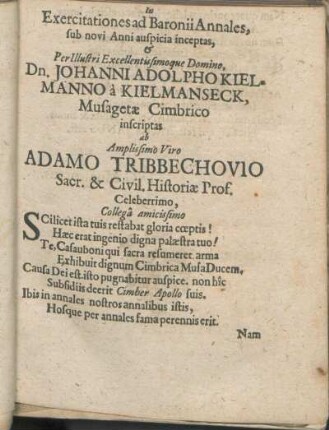 In
Exercitationes ad Baronii Annales,
sub novi Anni auspicia inceptas,
&
Per Illustri Excellentissimoque Domine,
Dn. JOHANNI ADOLPHO KIEL-
MANNO à KIELMANSECK,
Musagetæ Cimbrico
inscriptas
ab
Amplissimo Viro
ADAMO TRIBBECHOVIO
Sacr. & Civil. Historiæ Prof.
Celeberrimo,
Collegâ amicissimo
Scilicet ista tuis restabat gloria cœptis!
Hæc erat ingenio digna palæstra tuo!
Te, Casauboni qui sacra resumeret arma
Exhibuit dignum Cimbrica Musa Ducem.
Causa Dei est. isto pugnabitur auspice. non hîc
Subsidiis deerit Cimber Apollo suis.
Ibis in annales nostros annalibus istis,
Hosque per annales fama perennis erit.
Nam